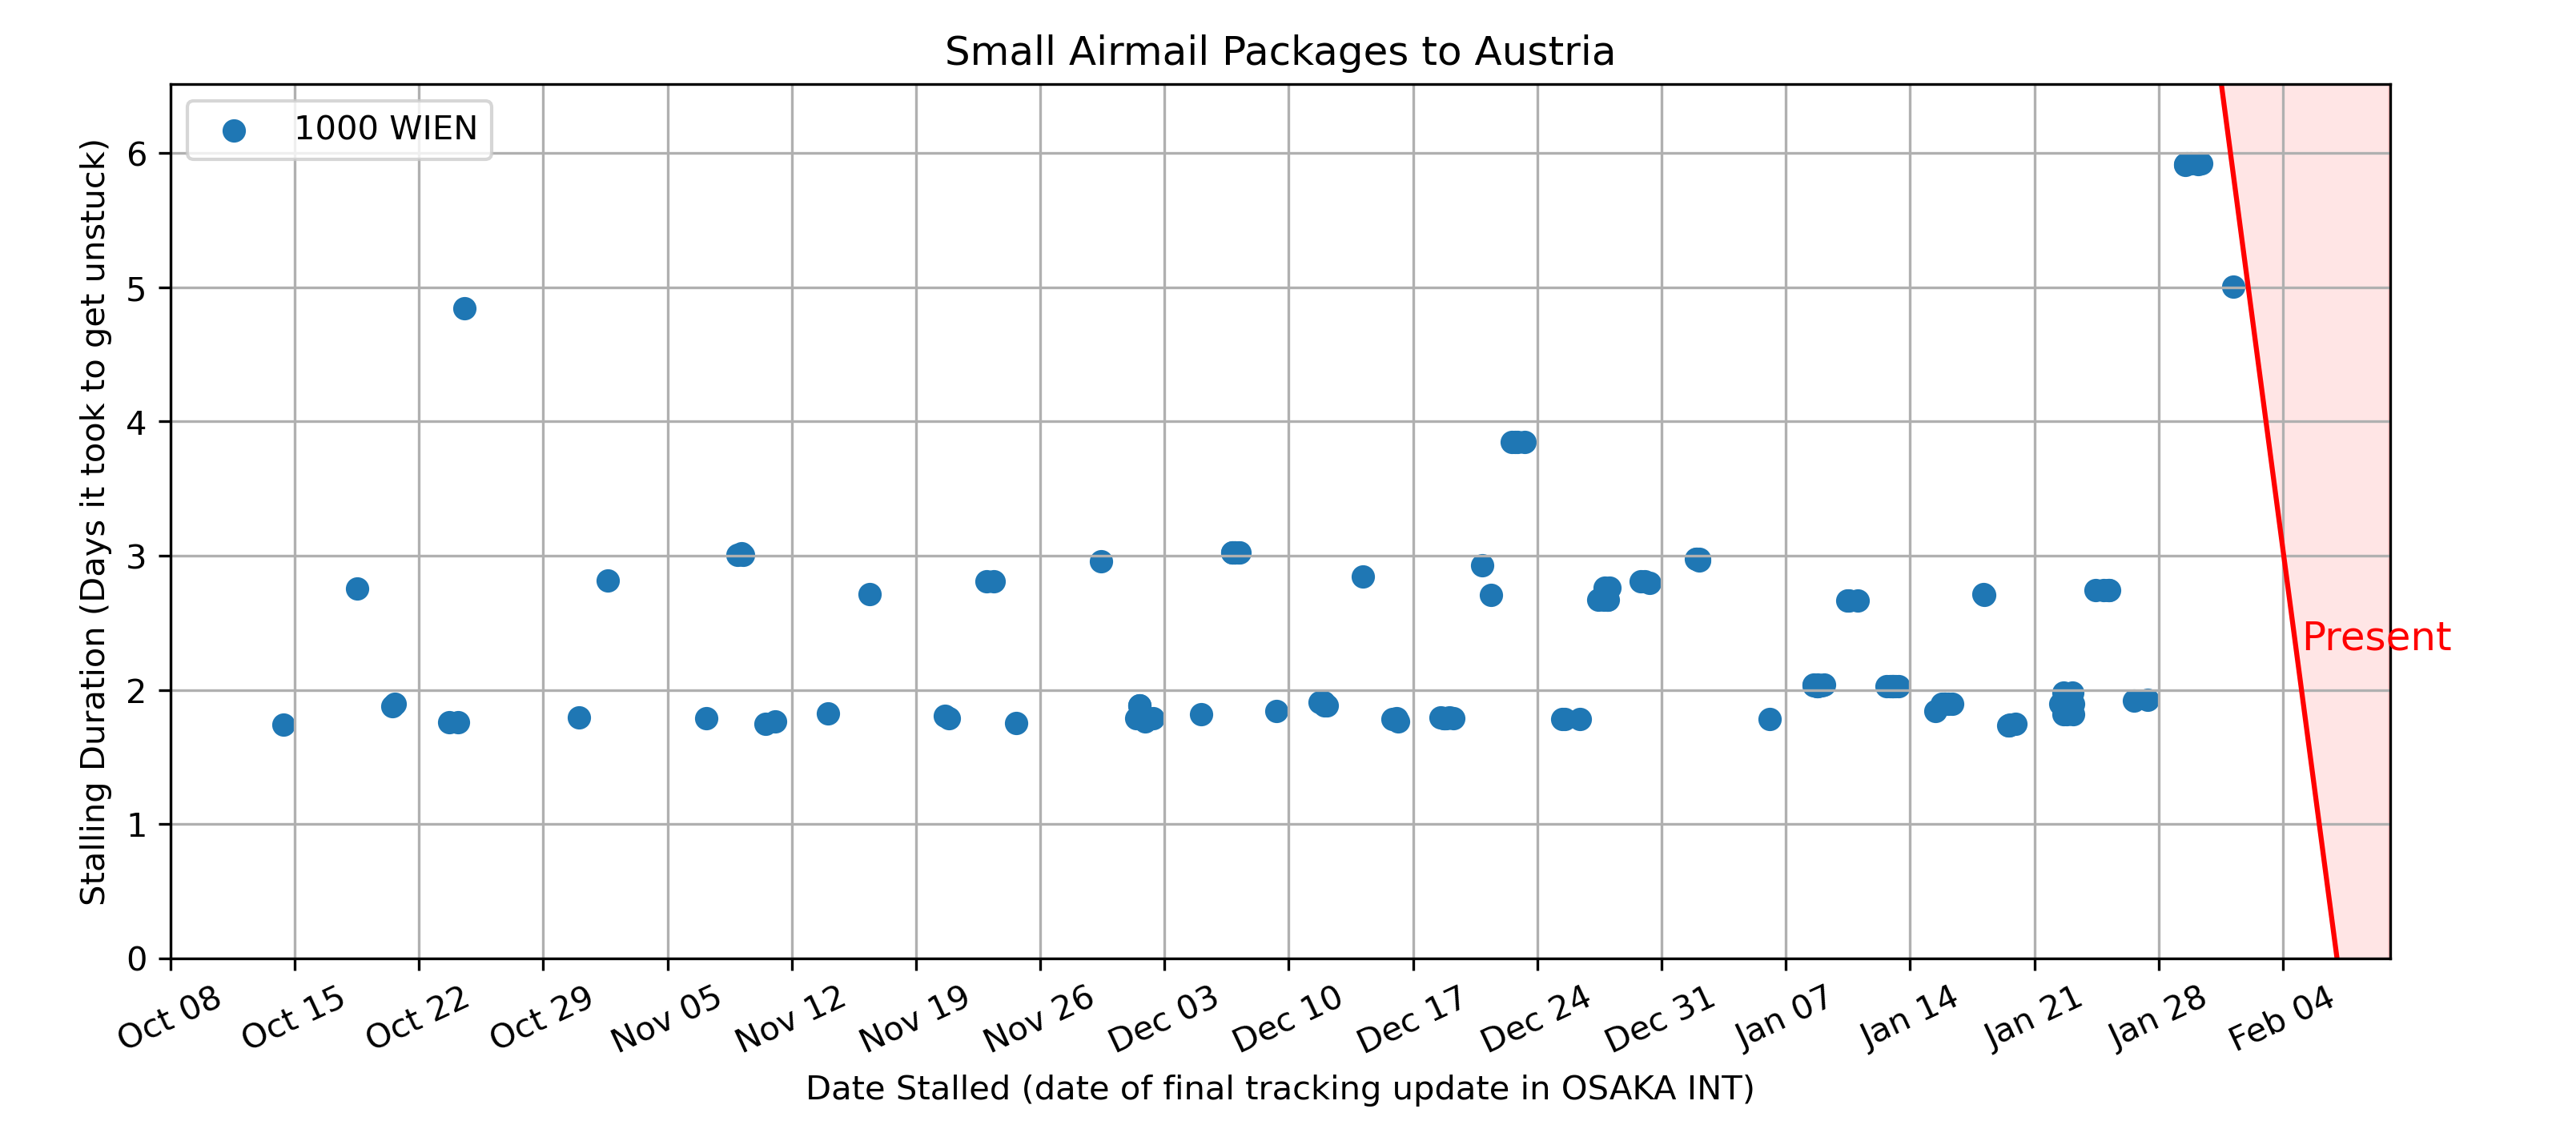 Small Airmail Packages to Austria
1000 WIEN
Stalling Duration (Days it took to get unstuck)
6
5
4
3
2
1
0
Present
Oct 08
Oct 15
Oct 22
Oct 29
Nov 05
Nov 12
Nov 19
Nov 26
Dec 03
Dec 10
Dec 17
Dec 24
Dec 31
Jan 07
Jan 14
Jan 21
Jan 28
Feb 04
Date Stalled (date of final tracking update in OSAKA INT)